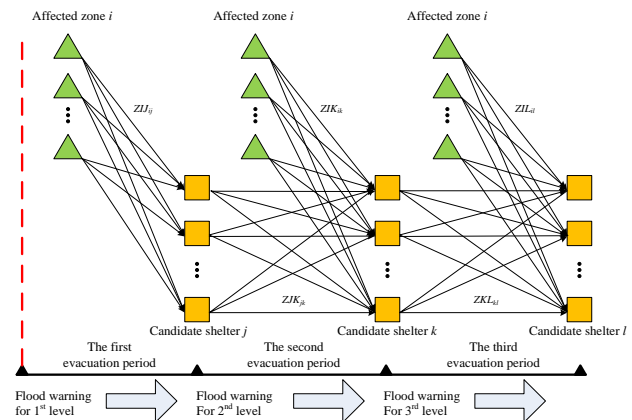 Affected zone i
Affected zone i
Affected zone i
ZIJij
ZIKik
ZILil
ZJKjk
ZKLkl
Candidate shelter j
Candidate shelter k
Candidate shelter l
The first
evacuation period
The second
evacuation period
The third
evacuation period
Flood warning
for 1st level
Flood warning
For 2nd level
Flood warning
For 3rd level